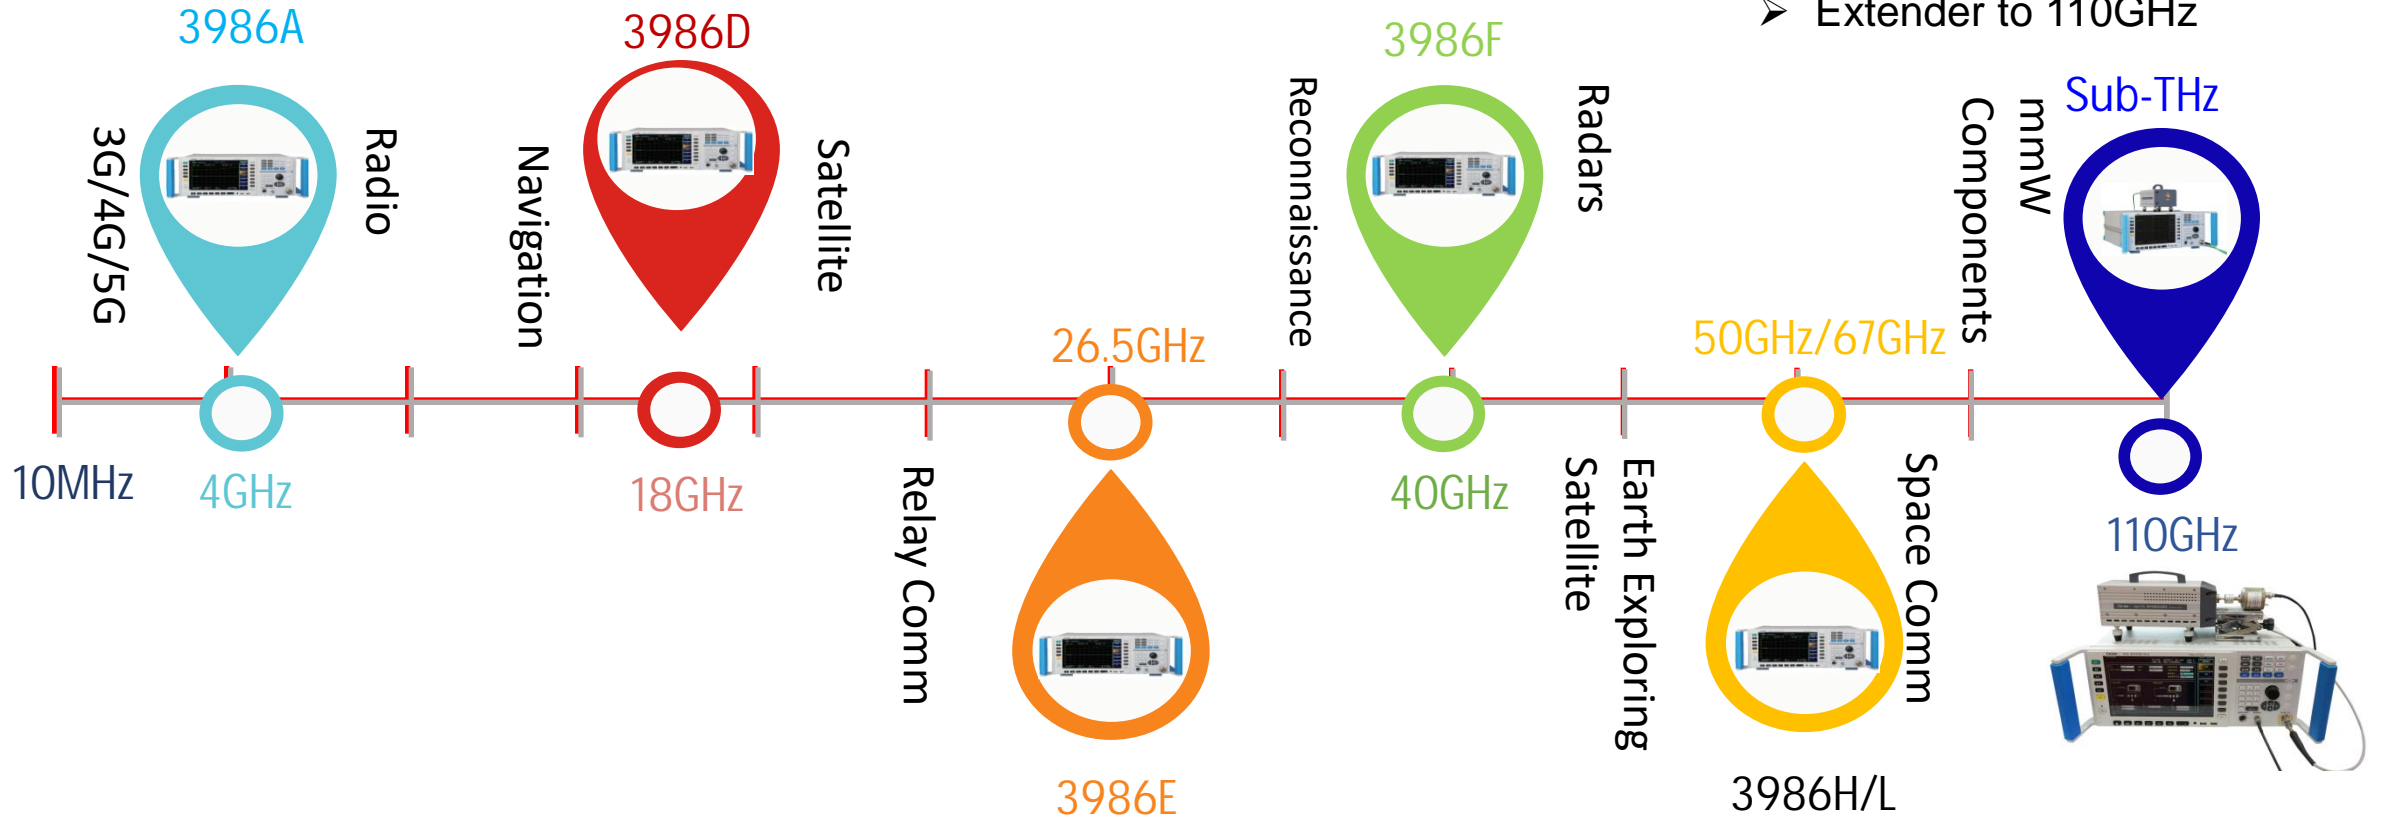 Extender to 110GHz
3986A
3986D
3986F
Sub-THz
3G/4G/5G
Radio
Navigation
Satellite
Reconnaissance
Radars
mmW
Components
26.5GHz
50GHz/67GHz
10MHz
4GHz
18GHz
40GHz
110GHz
Relay Comm
Earth Exploring
Satellite
Space Comm
3986E
3986H/L